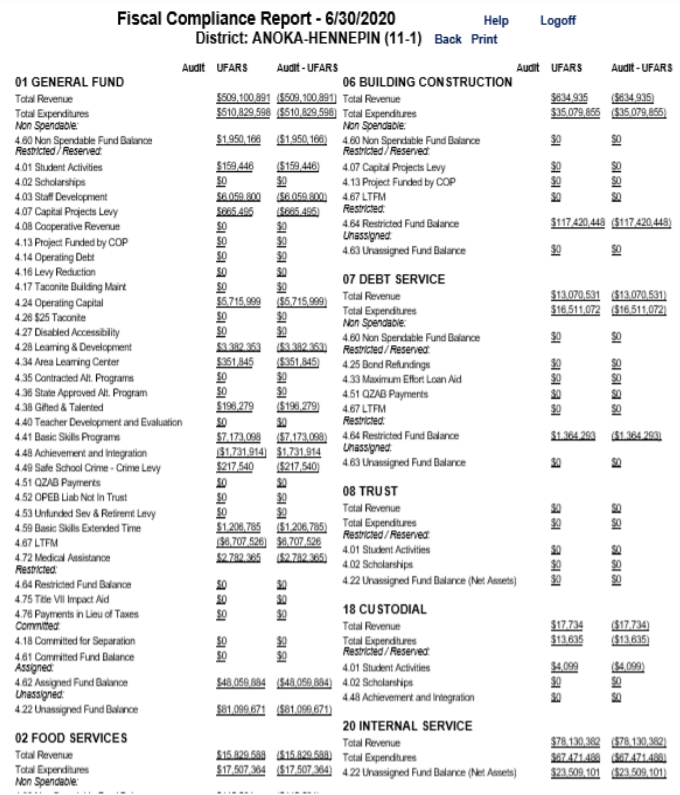 Fiscal Compliance Report - 6/30/2020 Help Logoff
District: ANOKA-HENNEPIN (11-1) Back Print
Audit UFARS Audit - UFARS
01 GENERAL FUND
Total Revenue $509,100,891 ($509,100,891)
Total Expenditures $510,829,598 ($510,829,598)
Non Spendable:
4.60 Non Spendable Fund Balance $1,950,166 ($1,950,166)
Restricted / Reserved:
4.01 Student Activities $159,446 ($159,446)
4.02 Scholarships $0 $0
4.03 Staff Development $6,059,800 ($6,059,800)
4.07 Capital Projects Levy $665,495 ($665,495)
4.08 Cooperative Revenue $0 $0
4.13 Project Funded by COP $0 $0
4.14 Operating Debt $0 $0
4.16 Levy Reduction $0 $0
4.17 Taconite Building Maint $0 $0
4.24 Operating Capital $5,715,999 ($5,715,999)
4.26 $25 Taconite $0 $0
4.27 Disabled Accessibility $0 $0
4.28 Learning & Development $3,382,353 ($3,382,353)
4.34 Area Learning Center $351,845 ($351,845)
4.35 Contracted Alt. Programs $0 $0
4.36 State Approved Alt. Program $0 $0
4.38 Gifted & Talented $196,279 ($196,279)
4.40 Teacher Development and Evaluation $0 $0
4.41 Basic Skills Programs $7,173,098 ($7,173,098)
4.48 Achievement and Integration ($1,731,914) $1,731,914
4.49 Safe School Crime - Crime Levy $217,540 ($217,540)
4.51 QZAB Payments $0 $0
4.52 OPEB Liab Not In Trust $0 $0
4.53 Unfunded Sev & Retiremt Levy $0 $0
4.59 Basic Skills Extended Time $1,206,785 ($1,206,785)
4.67 LTFM ($6,707,526) $6,707,526
4.72 Medical Assistance $2,782,365 ($2,782,365)
Restricted:
4.64 Restricted Fund Balance $0 $0
4.75 Title VII Impact Aid $0 $0
4.76 Payments in Lieu of Taxes $0 $0
Committed:
4.18 Committed for Separation $0 $0
4.61 Committed Fund Balance $0 $0
Assigned:
4.62 Assigned Fund Balance $48,059,884 ($48,059,884)
Unassigned:
4.22 Unassigned Fund Balance $81,099,671 ($81,099,671)
02 FOOD SERVICES
Total Revenue $15,829,588 ($15,829,588)
Total Expenditures $17,507,364 ($17,507,364)
Non Spendable:
Audit UFARS Audit - UFARS
06 BUILDING CONSTRUCTION
Total Revenue $634,935 ($634,935)
Total Expenditures $35,079,855 ($35,079,855)
Non Spendable:
4.60 Non Spendable Fund Balance $0 $0
Restricted / Reserved:
4.07 Capital Projects Levy $0 $0
4.13 Project Funded by COP $0 $0
4.67 LTFM $0 $0
Restricted:
4.64 Restricted Fund Balance $117,420,448 ($117,420,448)
Unassigned:
4.63 Unassigned Fund Balance $0 $0
07 DEBT SERVICE
Total Revenue $13,070,531 ($13,070,531)
Total Expenditures $16,511,072 ($16,511,072)
Non Spendable:
4.60 Non Spendable Fund Balance $0 $0
Restricted / Reserved:
4.25 Bond Refundings $0 $0
4.33 Maximum Effort Loan Aid $0 $0
4.51 QZAB Payments $0 $0
4.67 LTFM $0 $0
Restricted:
4.64 Restricted Fund Balance $1,364,293 ($1,364,293)
Unassigned:
4.63 Unassigned Fund Balance $0 $0
08 TRUST
Total Revenue $0 $0
Total Expenditures $0 $0
Restricted / Reserved:
4.01 Student Activities $0 $0
4.02 Scholarships $0 $0
4.22 Unassigned Fund Balance (Net Assets) $0 $0
18 CUSTODIAL
Total Revenue $17,734 ($17,734)
Total Expenditures $13,635 ($13,635)
Restricted / Reserved:
4.01 Student Activities $4,099 ($4,099)
4.02 Scholarships $0 $0
4.48 Achievement and Integration $0 $0
20 INTERNAL SERVICE
Total Revenue $78,130,382 ($78,130,382)
Total Expenditures $67,471,488 ($67,471,488)
4.22 Unassigned Fund Balance (Net Assets) $23,509,101 ($23,509,101)